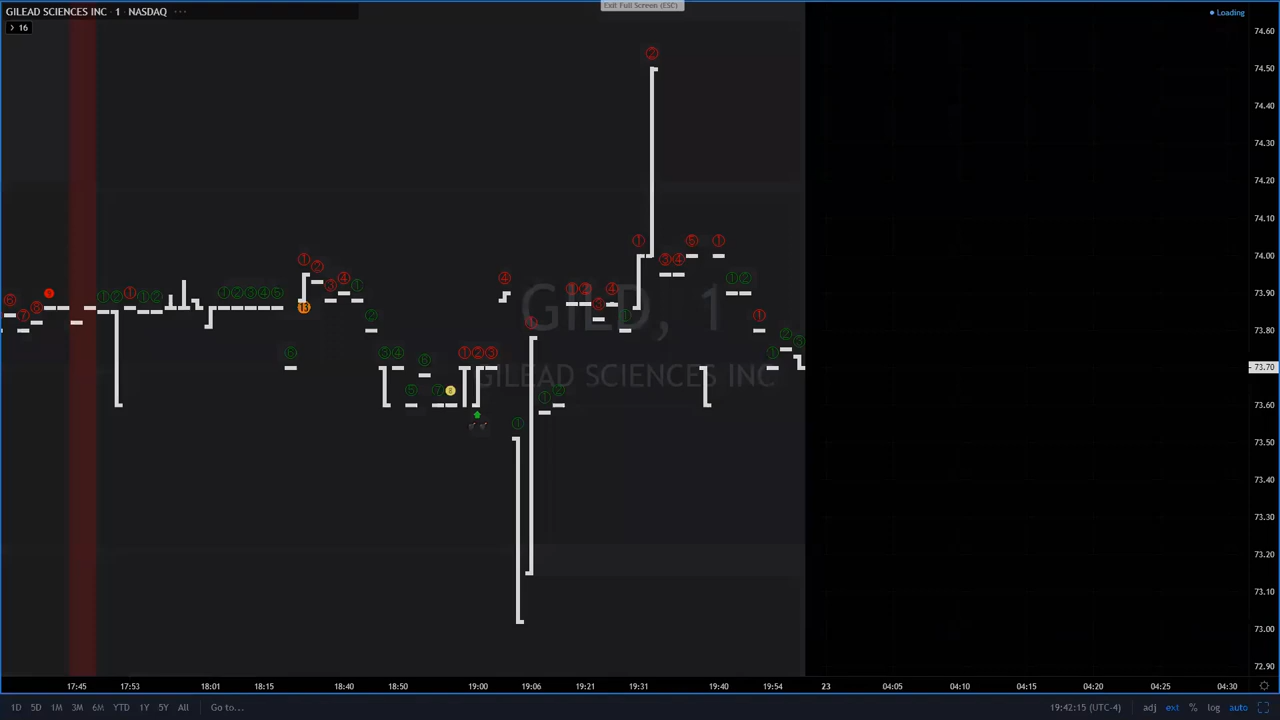 Exit Full Screen (ESC)
GILEAD SCIENCES INC · 1 · NASDAQ ···
Loading
> 16
74.60
74.50
74.40
74.30
74.20
74.10
74.00
73.90
73.80
73.70
73.60
73.50
73.40
73.30
73.20
73.10
73.00
72.90
GILD, 1
GILEAD SCIENCES INC
17:45 17:53 18:01 18:15 18:40 18:50 19:00 19:06 19:21 19:31 19:40 19:54 23 04:05 04:10 04:15 04:20 04:25 04:30
1D 5D 1M 3M 6M YTD 1Y 5Y All Go to... 19:42:15 (UTC-4) adj ext % log auto